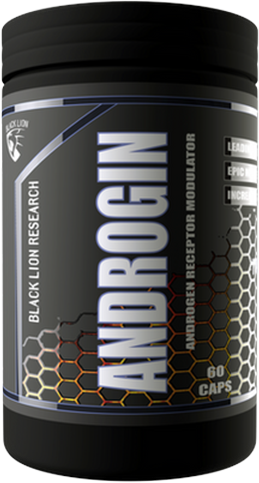 BLACK LION
BLACK LION RESEARCH
ANDROGIN
ANDROGEN RECEPTOR MODULATOR
60
CAPS